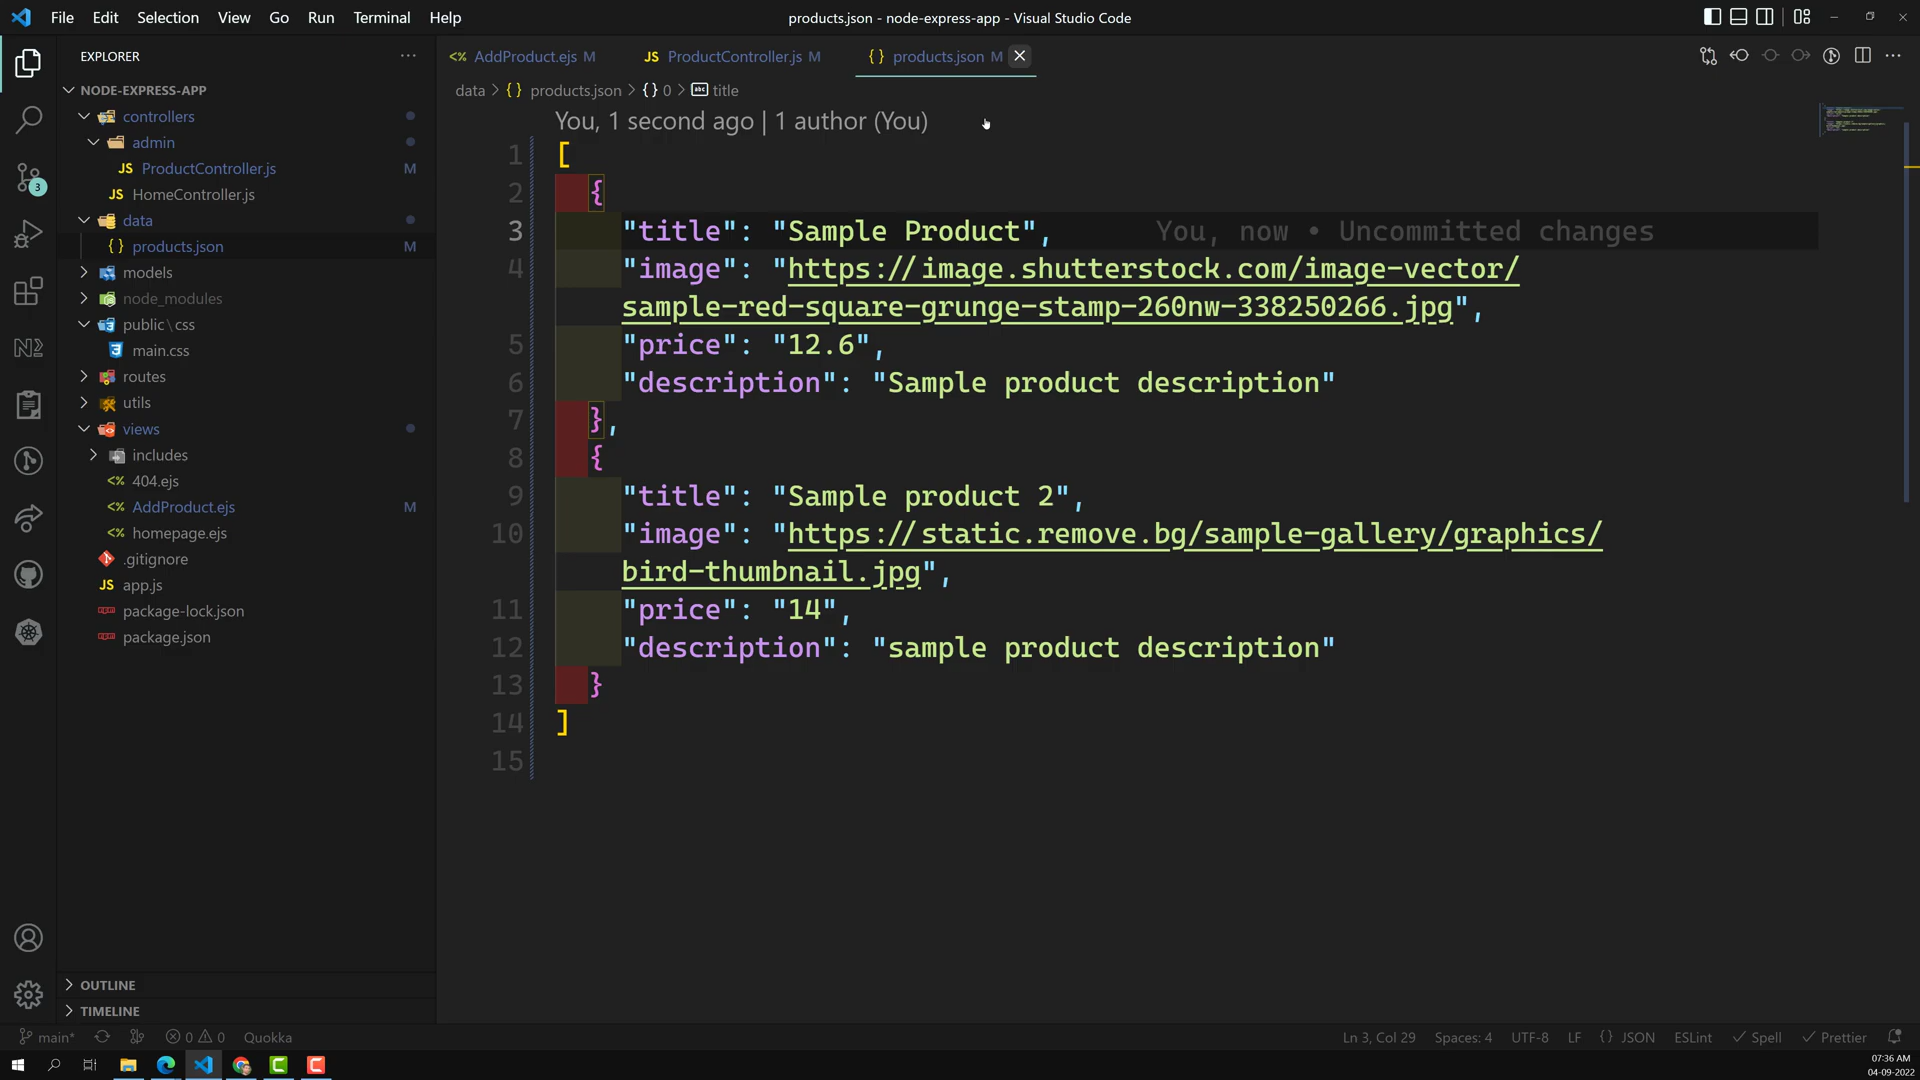 File Edit Selection View Go Run Terminal Help
products.json - node-express-app - Visual Studio Code
EXPLORER
NODE-EXPRESS-APP
controllers
admin
JS ProductController.js M
JS HomeController.js
data
{} products.json M
models
node_modules
public\css
main.css
routes
utils
views
includes
<% 404.ejs
<% AddProduct.ejs M
<% homepage.ejs
.gitignore
JS app.js
package-lock.json
package.json
OUTLINE
TIMELINE
3
<% AddProduct.ejs M
JS ProductController.js M
{} products.json M
data > {} products.json > {} 0 > abc title
You, 1 second ago | 1 author (You)
1 [
2 {
3 "title": "Sample Product", You, now • Uncommitted changes
4 "image": "https://image.shutterstock.com/image-vector/
sample-red-square-grunge-stamp-260nw-338250266.jpg",
5 "price": "12.6",
6 "description": "Sample product description"
7 },
8 {
9 "title": "Sample product 2",
10 "image": "https://static.remove.bg/sample-gallery/graphics/
bird-thumbnail.jpg",
11 "price": "14",
12 "description": "sample product description"
13 }
14 ]
15
main* 0 0 Quokka
Ln 3, Col 29 Spaces: 4 UTF-8 LF {} JSON ESLint Spell Prettier
07:36 AM
04-09-2022